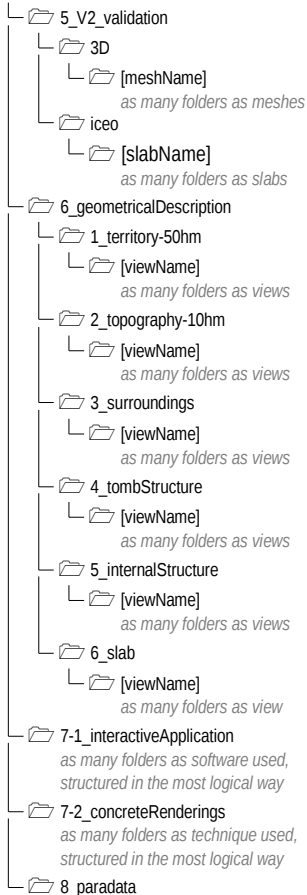 5_V2_validation
3D
[meshName]
as many folders as meshes
iceo
[slabName]
as many folders as slabs
6_geometricalDescription
1_territory-50hm
[viewName]
as many folders as views
2_topography-10hm
[viewName]
as many folders as views
3_surroundings
[viewName]
as many folders as views
4_tombStructure
[viewName]
as many folders as views
5_internalStructure
[viewName]
as many folders as views
6_slab
[viewName]
as many folders as view
7-1_interactiveApplication
as many folders as software used,
structured in the most logical way
7-2_concreteRenderings
as many folders as technique used,
structured in the most logical way
8_paradata